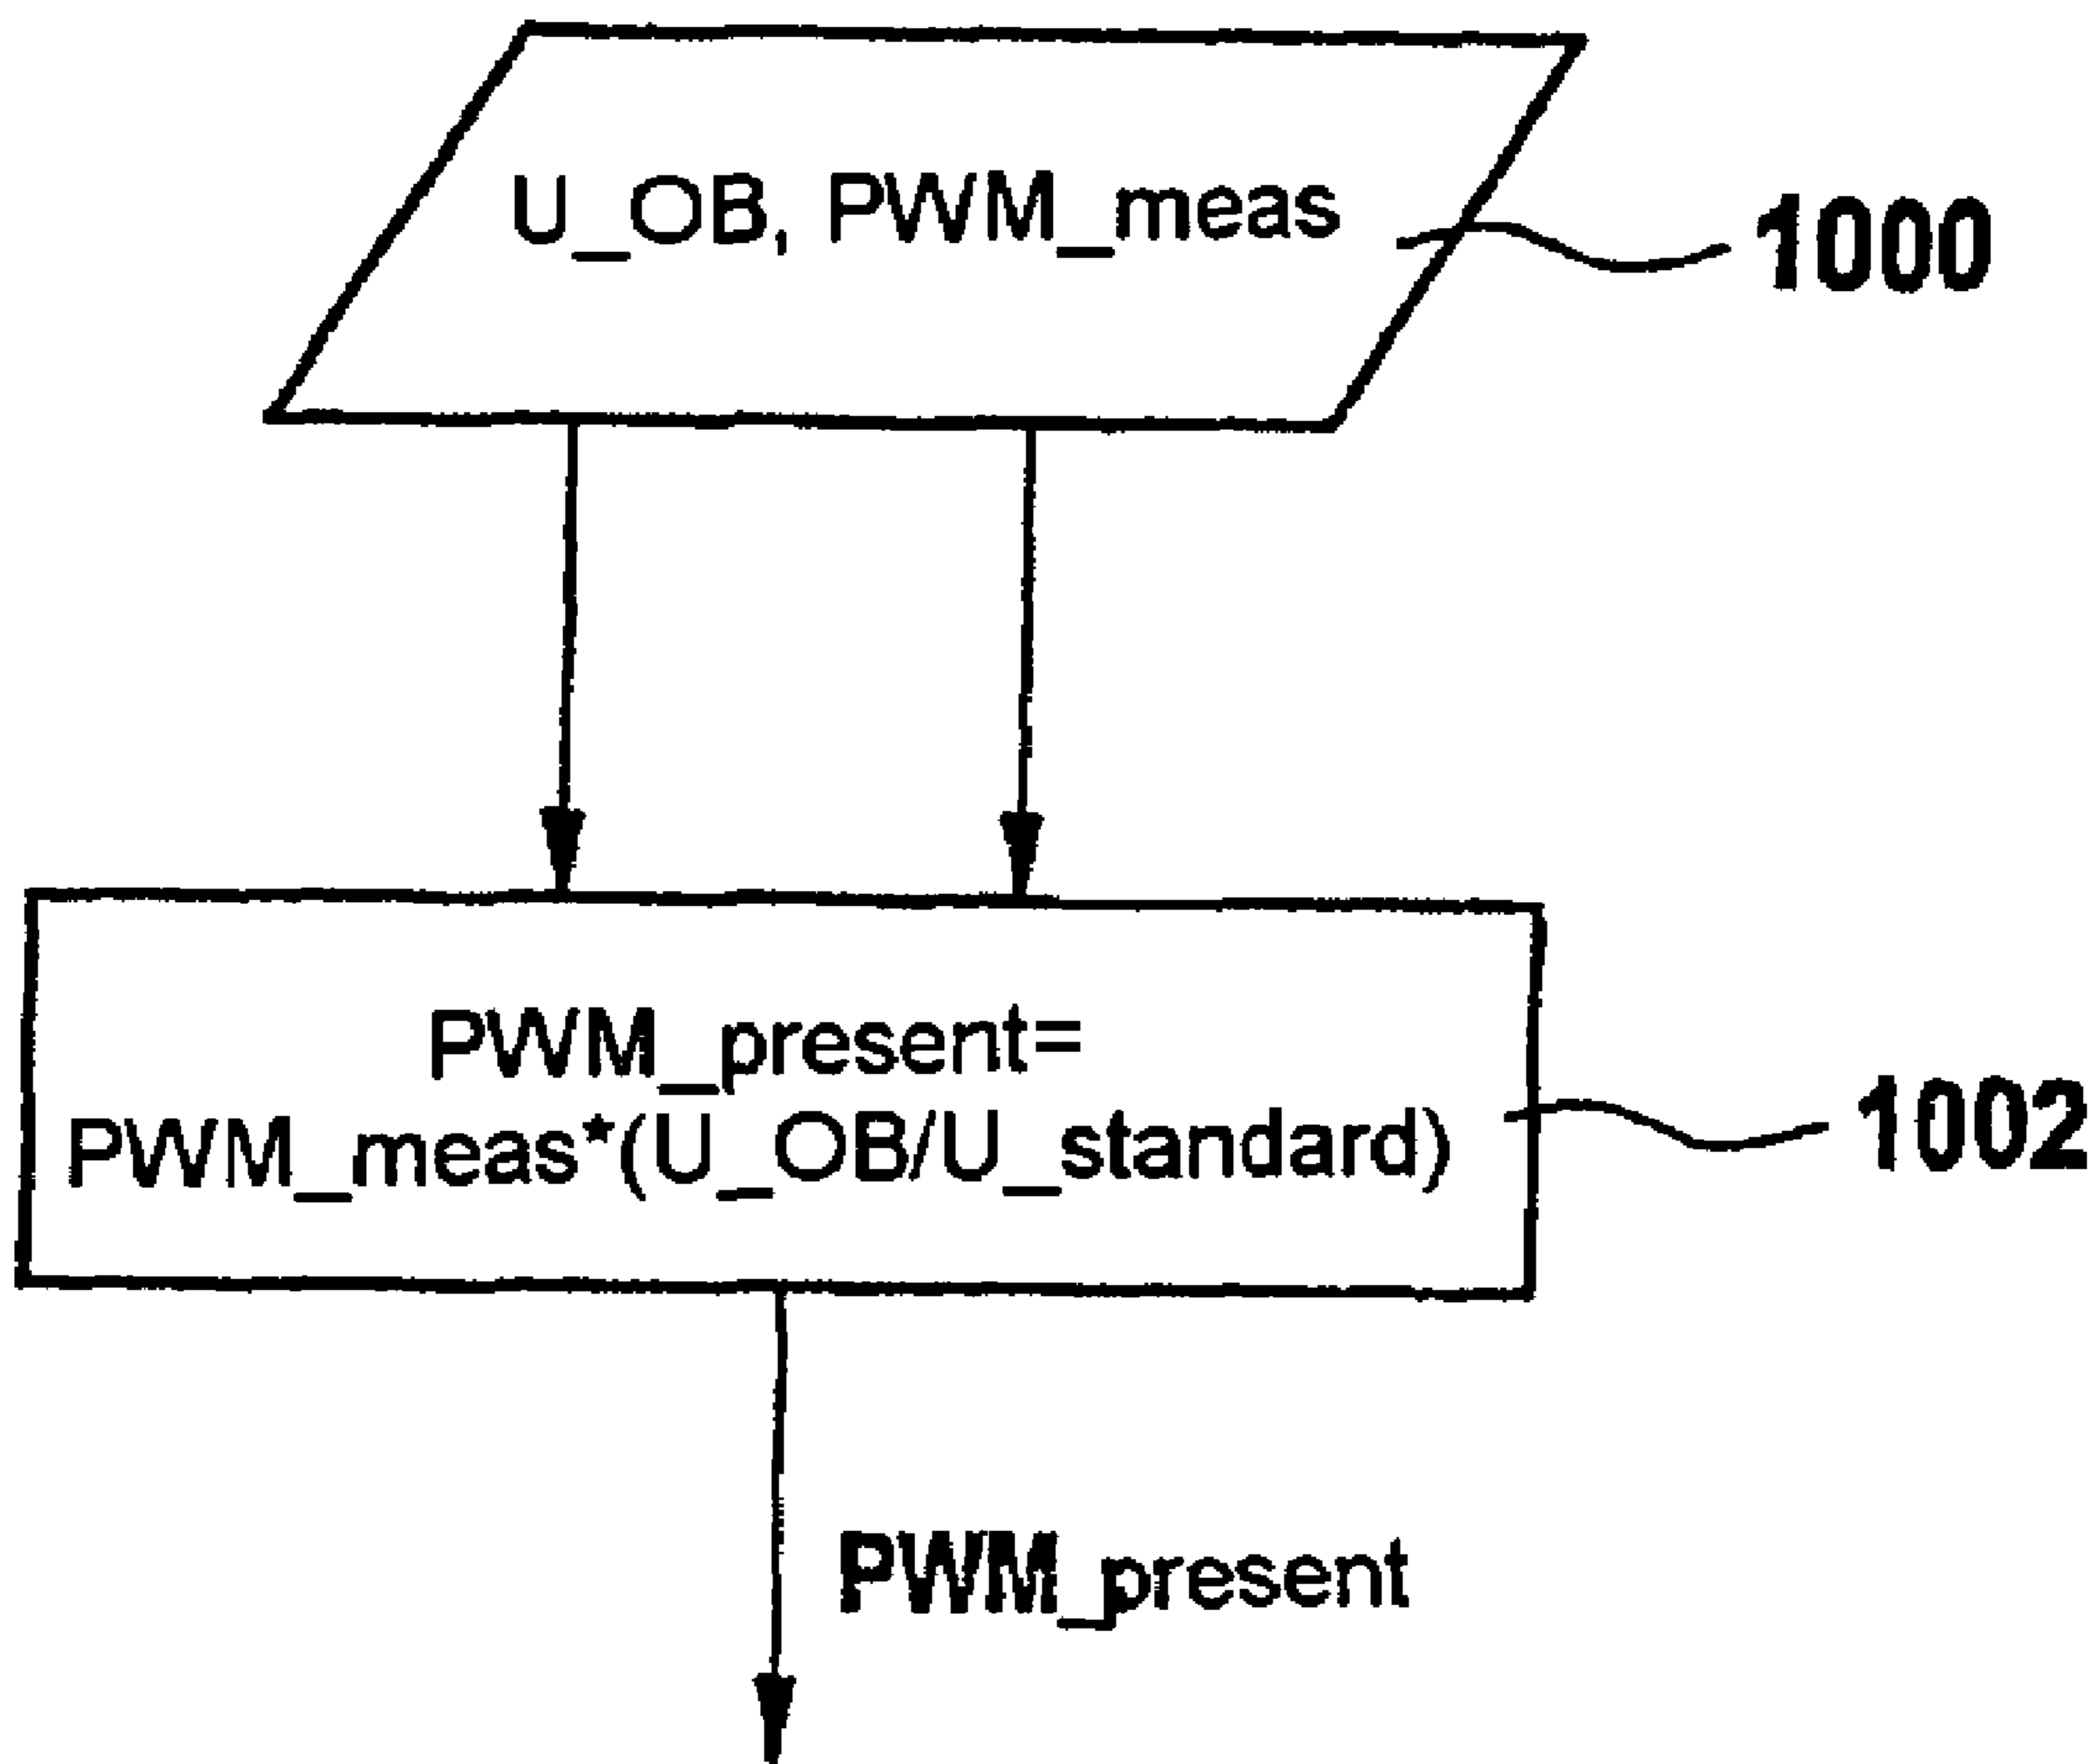 U_OB, PWM_meas
1000
PWM_present=
PWM_meas*(U_OB/U_standard)
1002
PWM_present